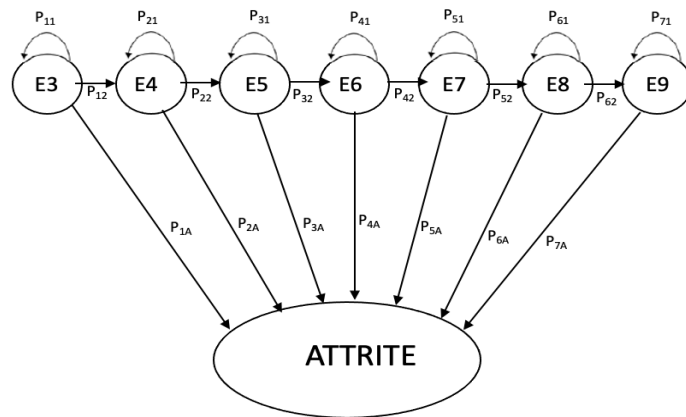 P11 P21 P31 P41 P51 P61 P71
E3 E4 E5 E6 E7 E8 E9
P12 P22 P32 P42 P52 P62
P1A P2A P3A P4A P5A P6A P7A
ATTRITE